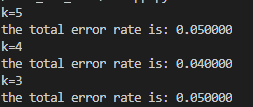 k=5
the total error rate is: 0.050000
k=4
the total error rate is: 0.040000
k=3
the total error rate is: 0.050000